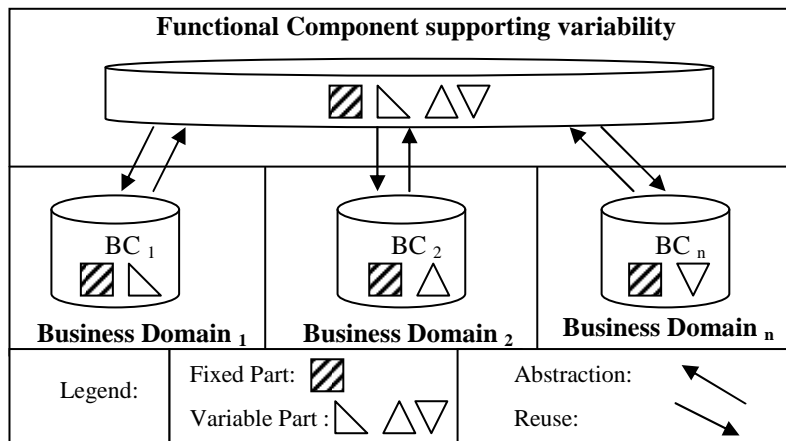 Functional Component supporting variability
BC 1
BC 2
BC n
Business Domain 1
Business Domain 2
Business Domain n
Legend:
Fixed Part:
Variable Part :
Abstraction:
Reuse: